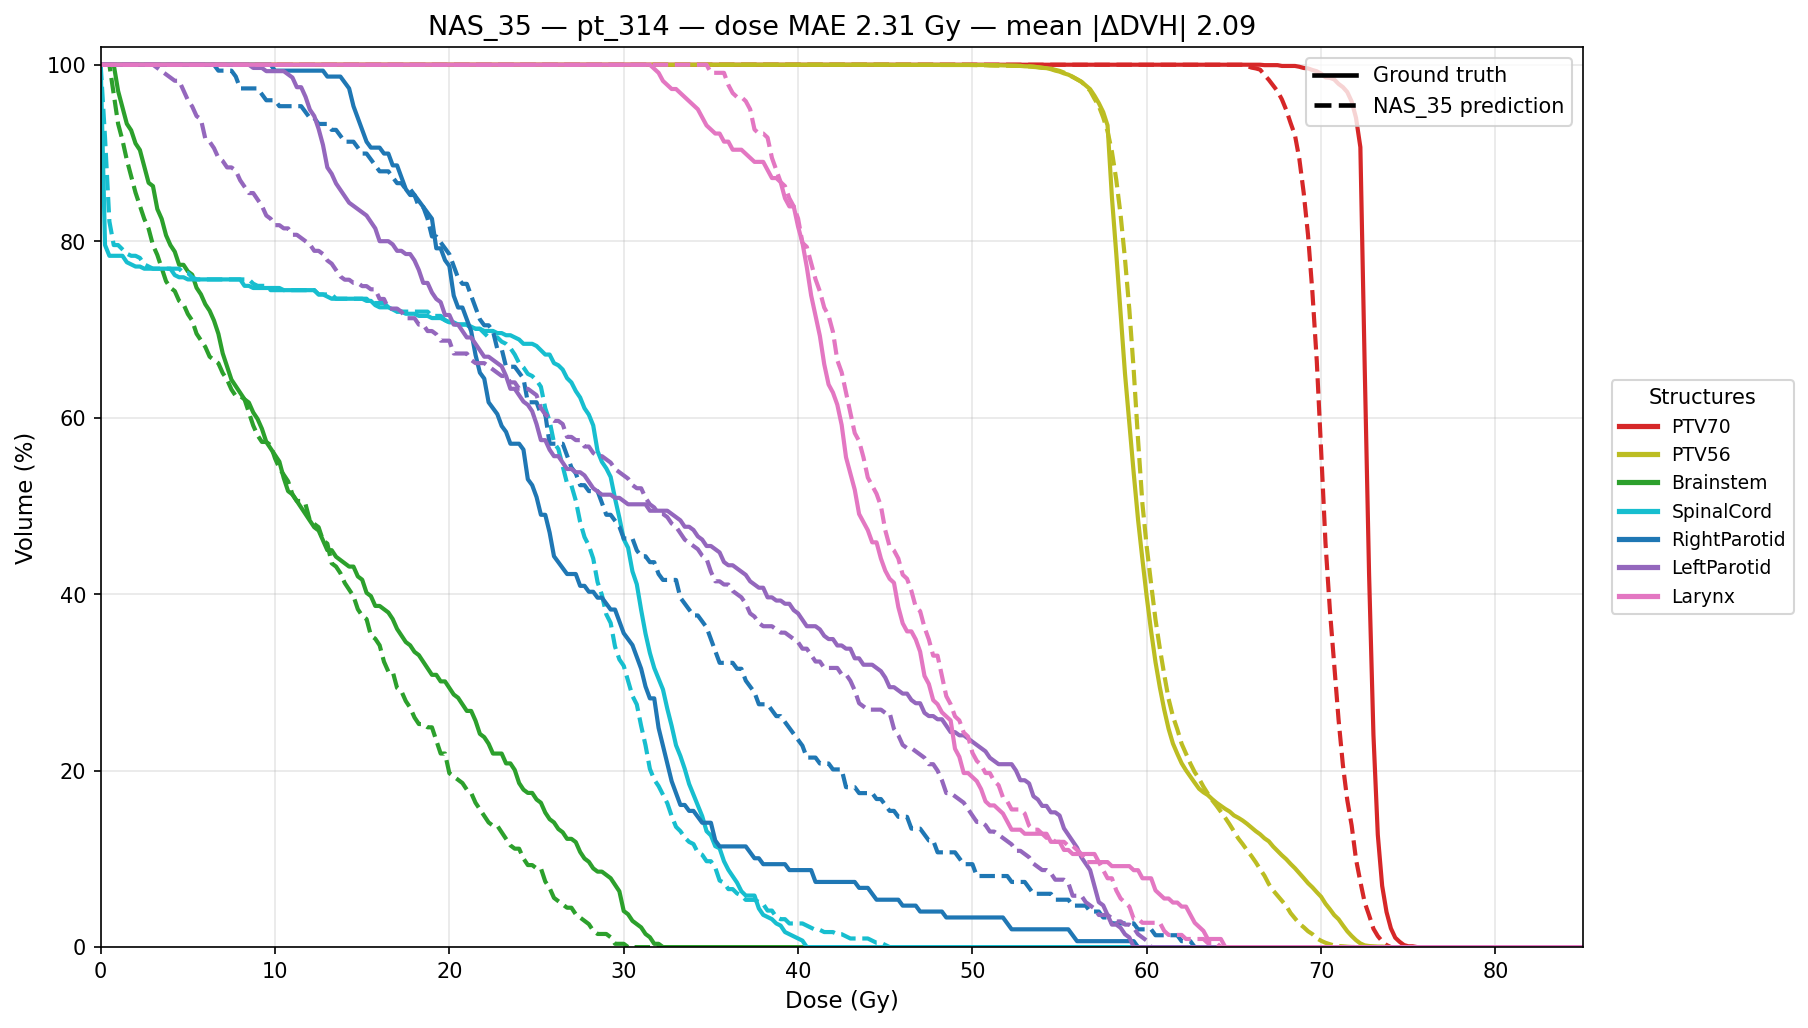 NAS_35 — pt_314 — dose MAE 2.31 Gy — mean |ΔDVH| 2.09
Ground truth
NAS_35 prediction
Volume (%)
100
80
60
40
20
0
0 10 20 30 40 50 60 70 80
Dose (Gy)
Structures
PTV70
PTV56
Brainstem
SpinalCord
RightParotid
LeftParotid
Larynx